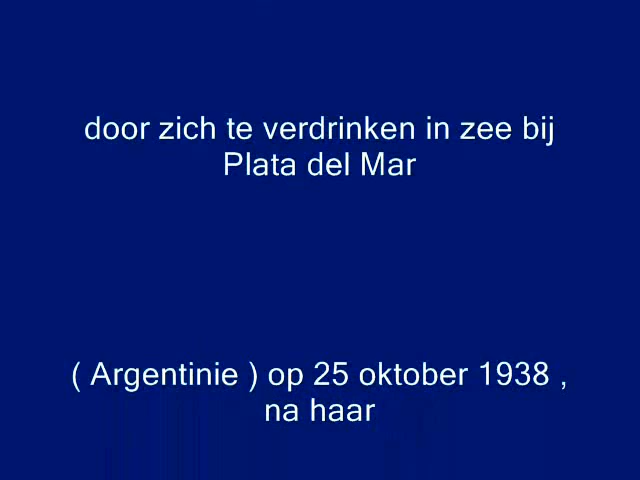 door zich te verdrinken in zee bij
Plata del Mar
( Argentinie ) op 25 oktober 1938 ,
na haar